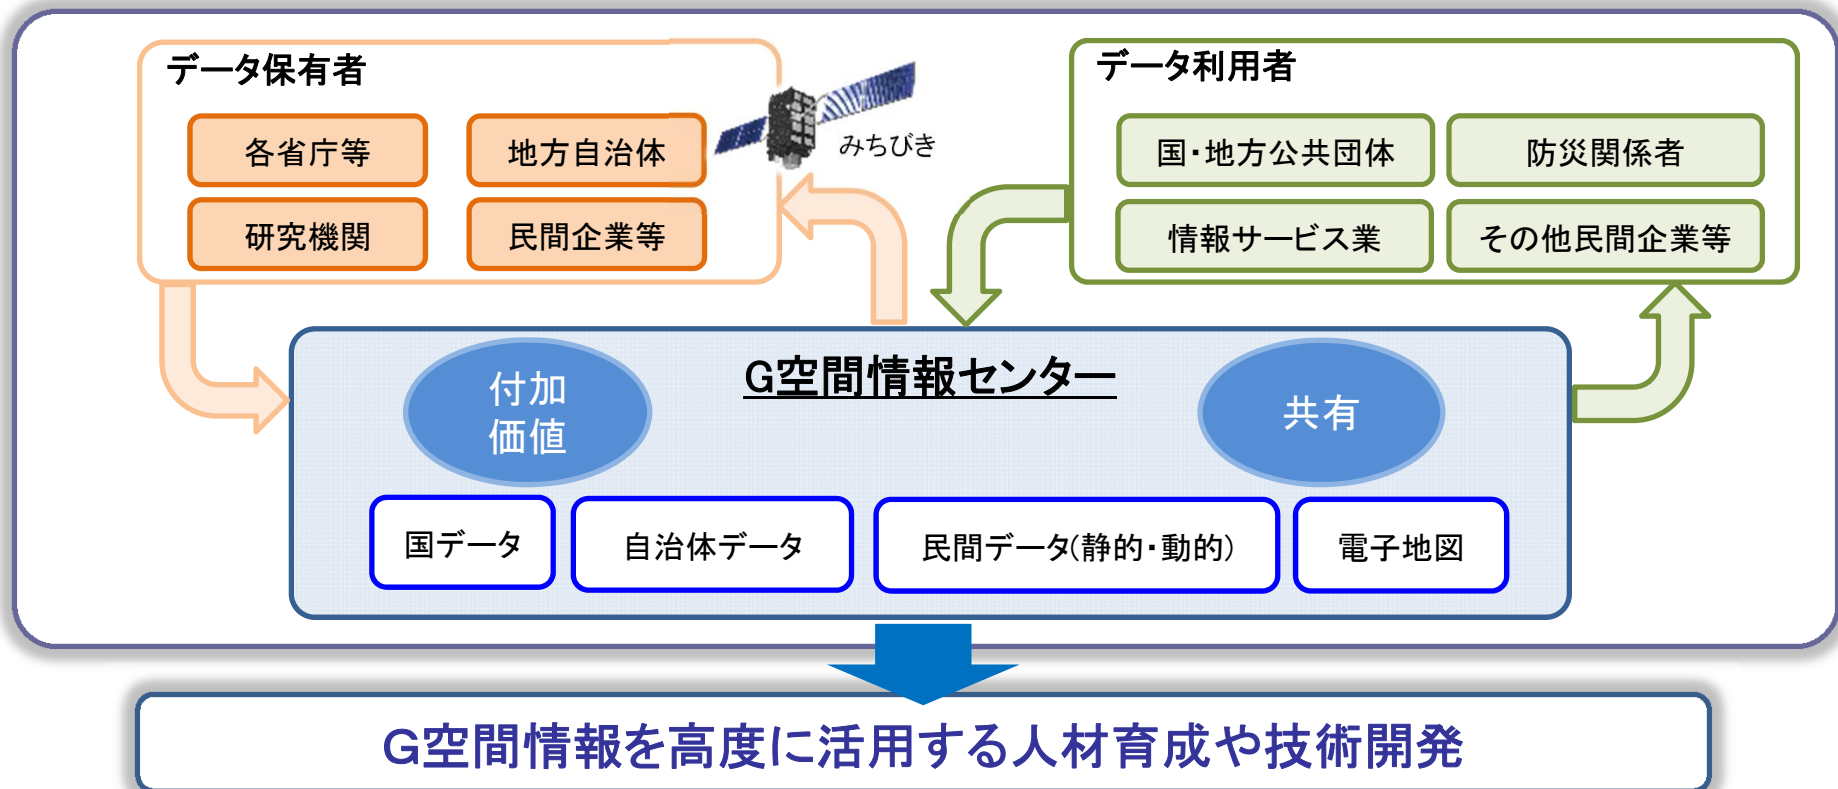 データ保有者
各省庁等
地方自治体
研究機関
民間企業等
みちびき
データ利用者
国・地方公共団体
防災関係者
情報サービス業
その他民間企業等
G空間情報センター
付加
価値
共有
国データ
自治体データ
民間データ(静的・動的)
電子地図
G空間情報を高度に活用する人材育成や技術開発